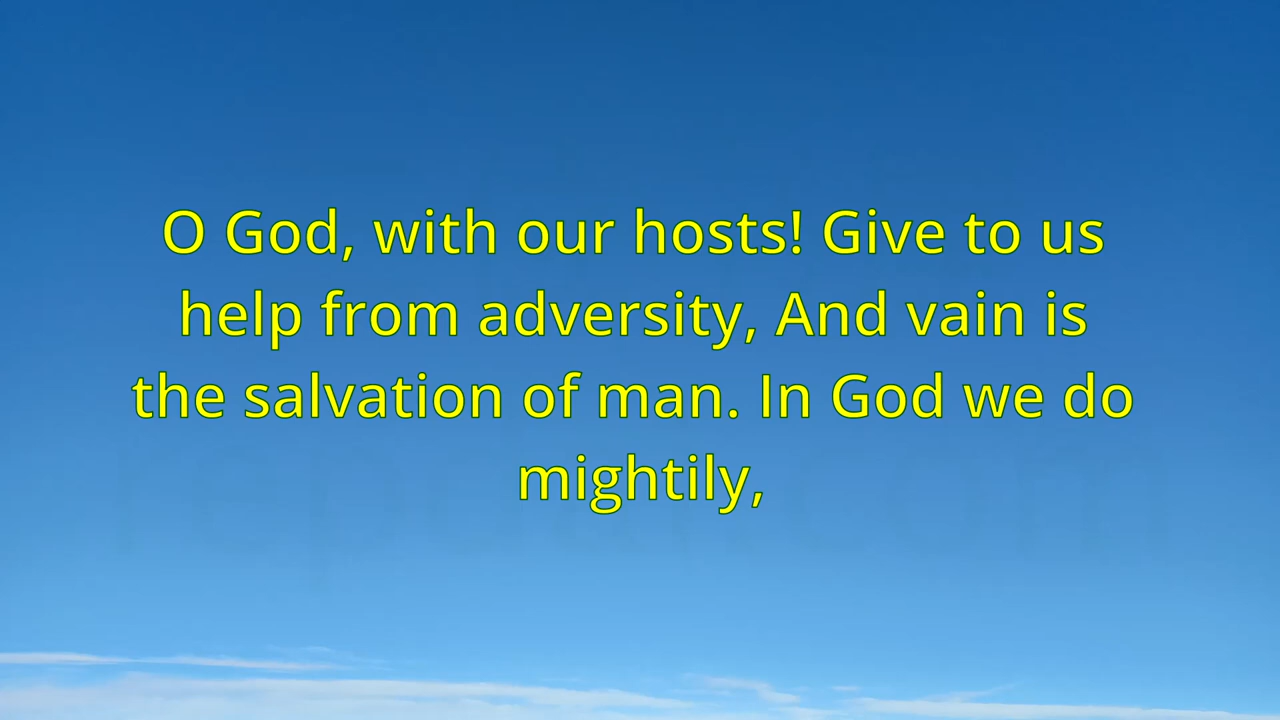 O God, with our hosts! Give to us
help from adversity, And vain is
the salvation of man. In God we do
mightily,